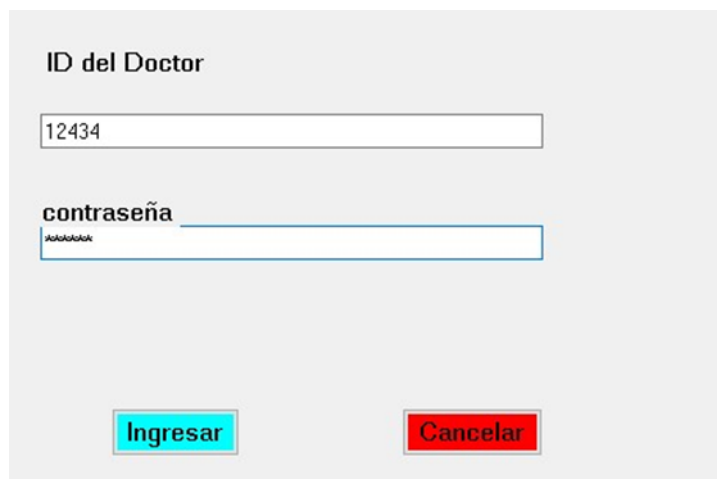 ID del Doctor
12434
contraseña
******
Ingresar
Cancelar